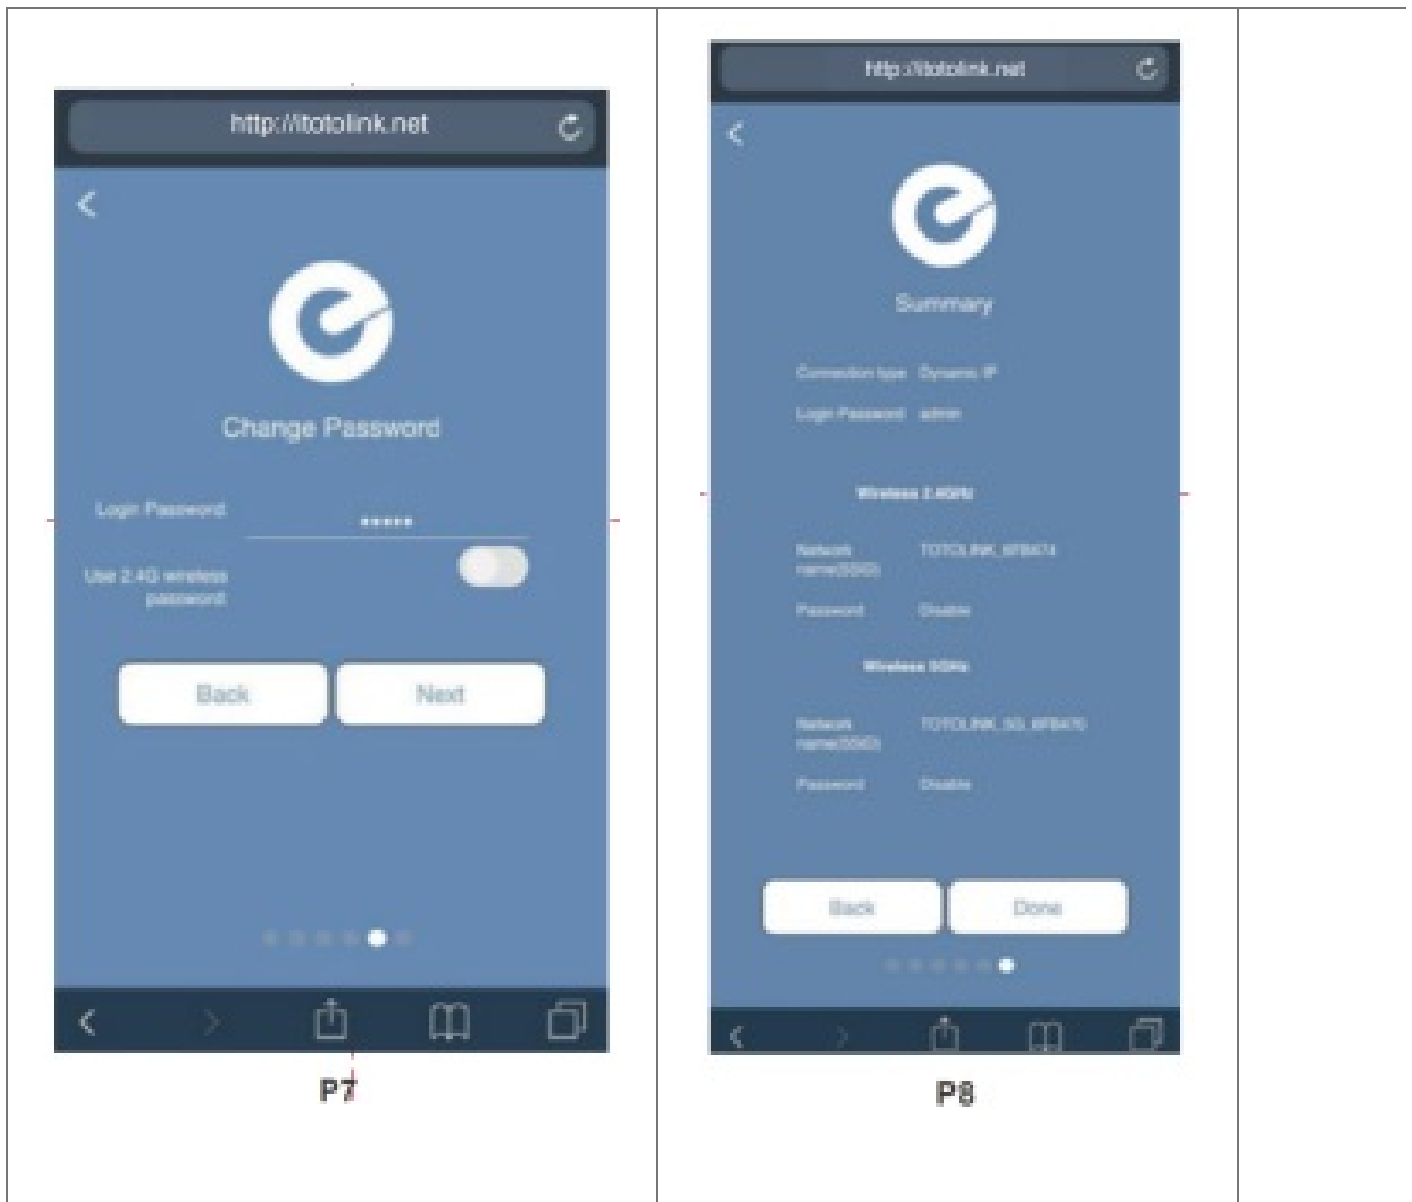 http://itotolink.net
Change Password
Login Password:
Use 2.4G wireless
password:
Back
Next
P7
http://itotolink.net
Summary
Connection type Dynamic IP
Login Password admin
Wireless 2.4GHz
Network
name(SSID)
Password Disable
Wireless 5GHz
Network
name(SSID)
Password Disable
Back
Done
P8